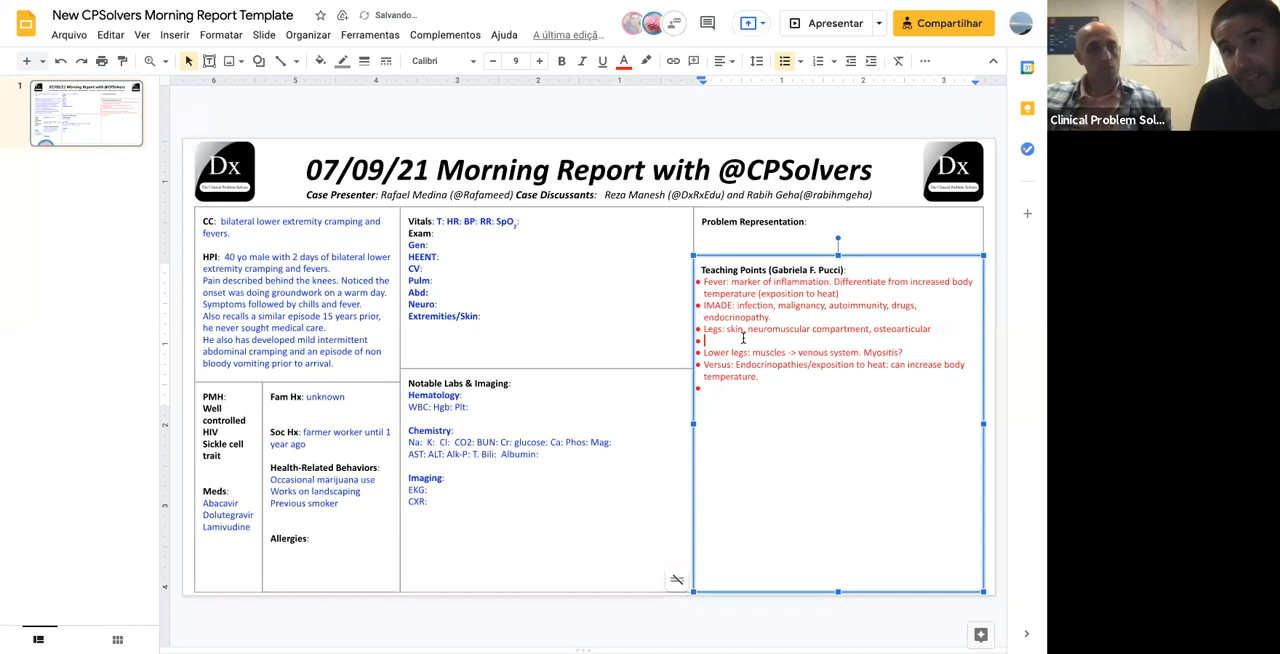 New CPSolvers Morning Report Template
Salvando...
Arquivo Editar Ver Inserir Formatar Slide Organizar Ferramentas Complementos Ajuda A última ediçã...
Apresentar
Compartilhar
Calibri
9
1
Dx
The Clinical Problem Solvers
07/09/21 Morning Report with @CPSolvers
Case Presenter: Rafael Medina (@Rafameed) Case Discussants: Reza Manesh (@DxRxEdu) and Rabih Geha(@rabihmgeha)
Dx
The Clinical Problem Solvers
CC: bilateral lower extremity cramping and
fevers.
HPI: 40 yo male with 2 days of bilateral lower
extremity cramping and fevers.
Pain described behind the knees. Noticed the
onset was doing groundwork on a warm day.
Symptoms followed by chills and fever.
Also recalls a similar episode 15 years prior,
he never sought medical care.
He also has developed mild intermittent
abdominal cramping and an episode of non
bloody vomiting prior to arrival.
PMH:
Well
controlled
HIV
Sickle cell
trait
Meds:
Abacavir
Dolutegravir
Lamivudine
Fam Hx: unknown
Soc Hx: farmer worker until 1
year ago
Health-Related Behaviors:
Occasional marijuana use
Works on landscaping
Previous smoker
Allergies:
Vitals: T: HR: BP: RR: SpO2:
Exam:
Gen:
HEENT:
CV:
Pulm:
Abd:
Neuro:
Extremities/Skin:
Notable Labs & Imaging:
Hematology:
WBC: Hgb: Plt:
Chemistry:
Na: K: Cl: CO2: BUN: Cr: glucose: Ca: Phos: Mag:
AST: ALT: Alk-P: T. Bili: Albumin:
Imaging:
EKG:
CXR:
Problem Representation:
Teaching Points (Gabriela F. Pucci):
• Fever: marker of inflammation. Differentiate from increased body
temperature (exposition to heat)
• IMADE: infection, malignancy, autoimmunity, drugs,
endocrinopathy.
• Legs: skin, neuromuscular compartment, osteoarticular
•
• Lower legs: muscles -> venous system. Myositis?
• Versus: Endocrinopathies/exposition to heat: can increase body
temperature.
•
Clinical Problem Sol...